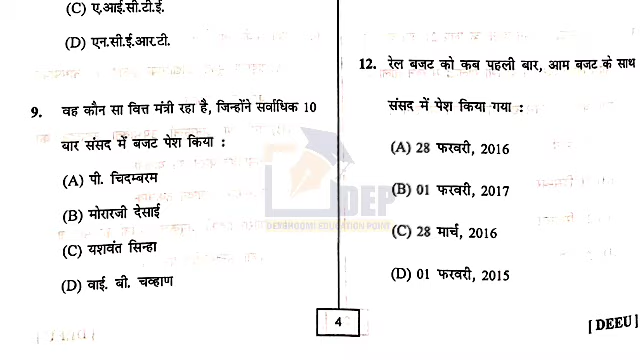 (C) ए.आई.सी.टी.ई.
(D) एन.सी.ई.आर.टी.
9. वह कौन सा वित्त मंत्री रहा है, जिन्होंने सर्वाधिक 10
बार संसद में बजट पेश किया :
(A) पी. चिदम्बरम
(B) मोरारजी देसाई
(C) यशवंत सिन्हा
(D) वाई. बी. चव्हाण
12. रेल बजट को कब पहली बार, आम बजट के साथ
संसद में पेश किया गया :
(A) 28 फरवरी, 2016
(B) 01 फरवरी, 2017
(C) 28 मार्च, 2016
(D) 01 फरवरी, 2015
DEP
DEVBHOOMI EDUCATION POINT
4
[ DEEU ]